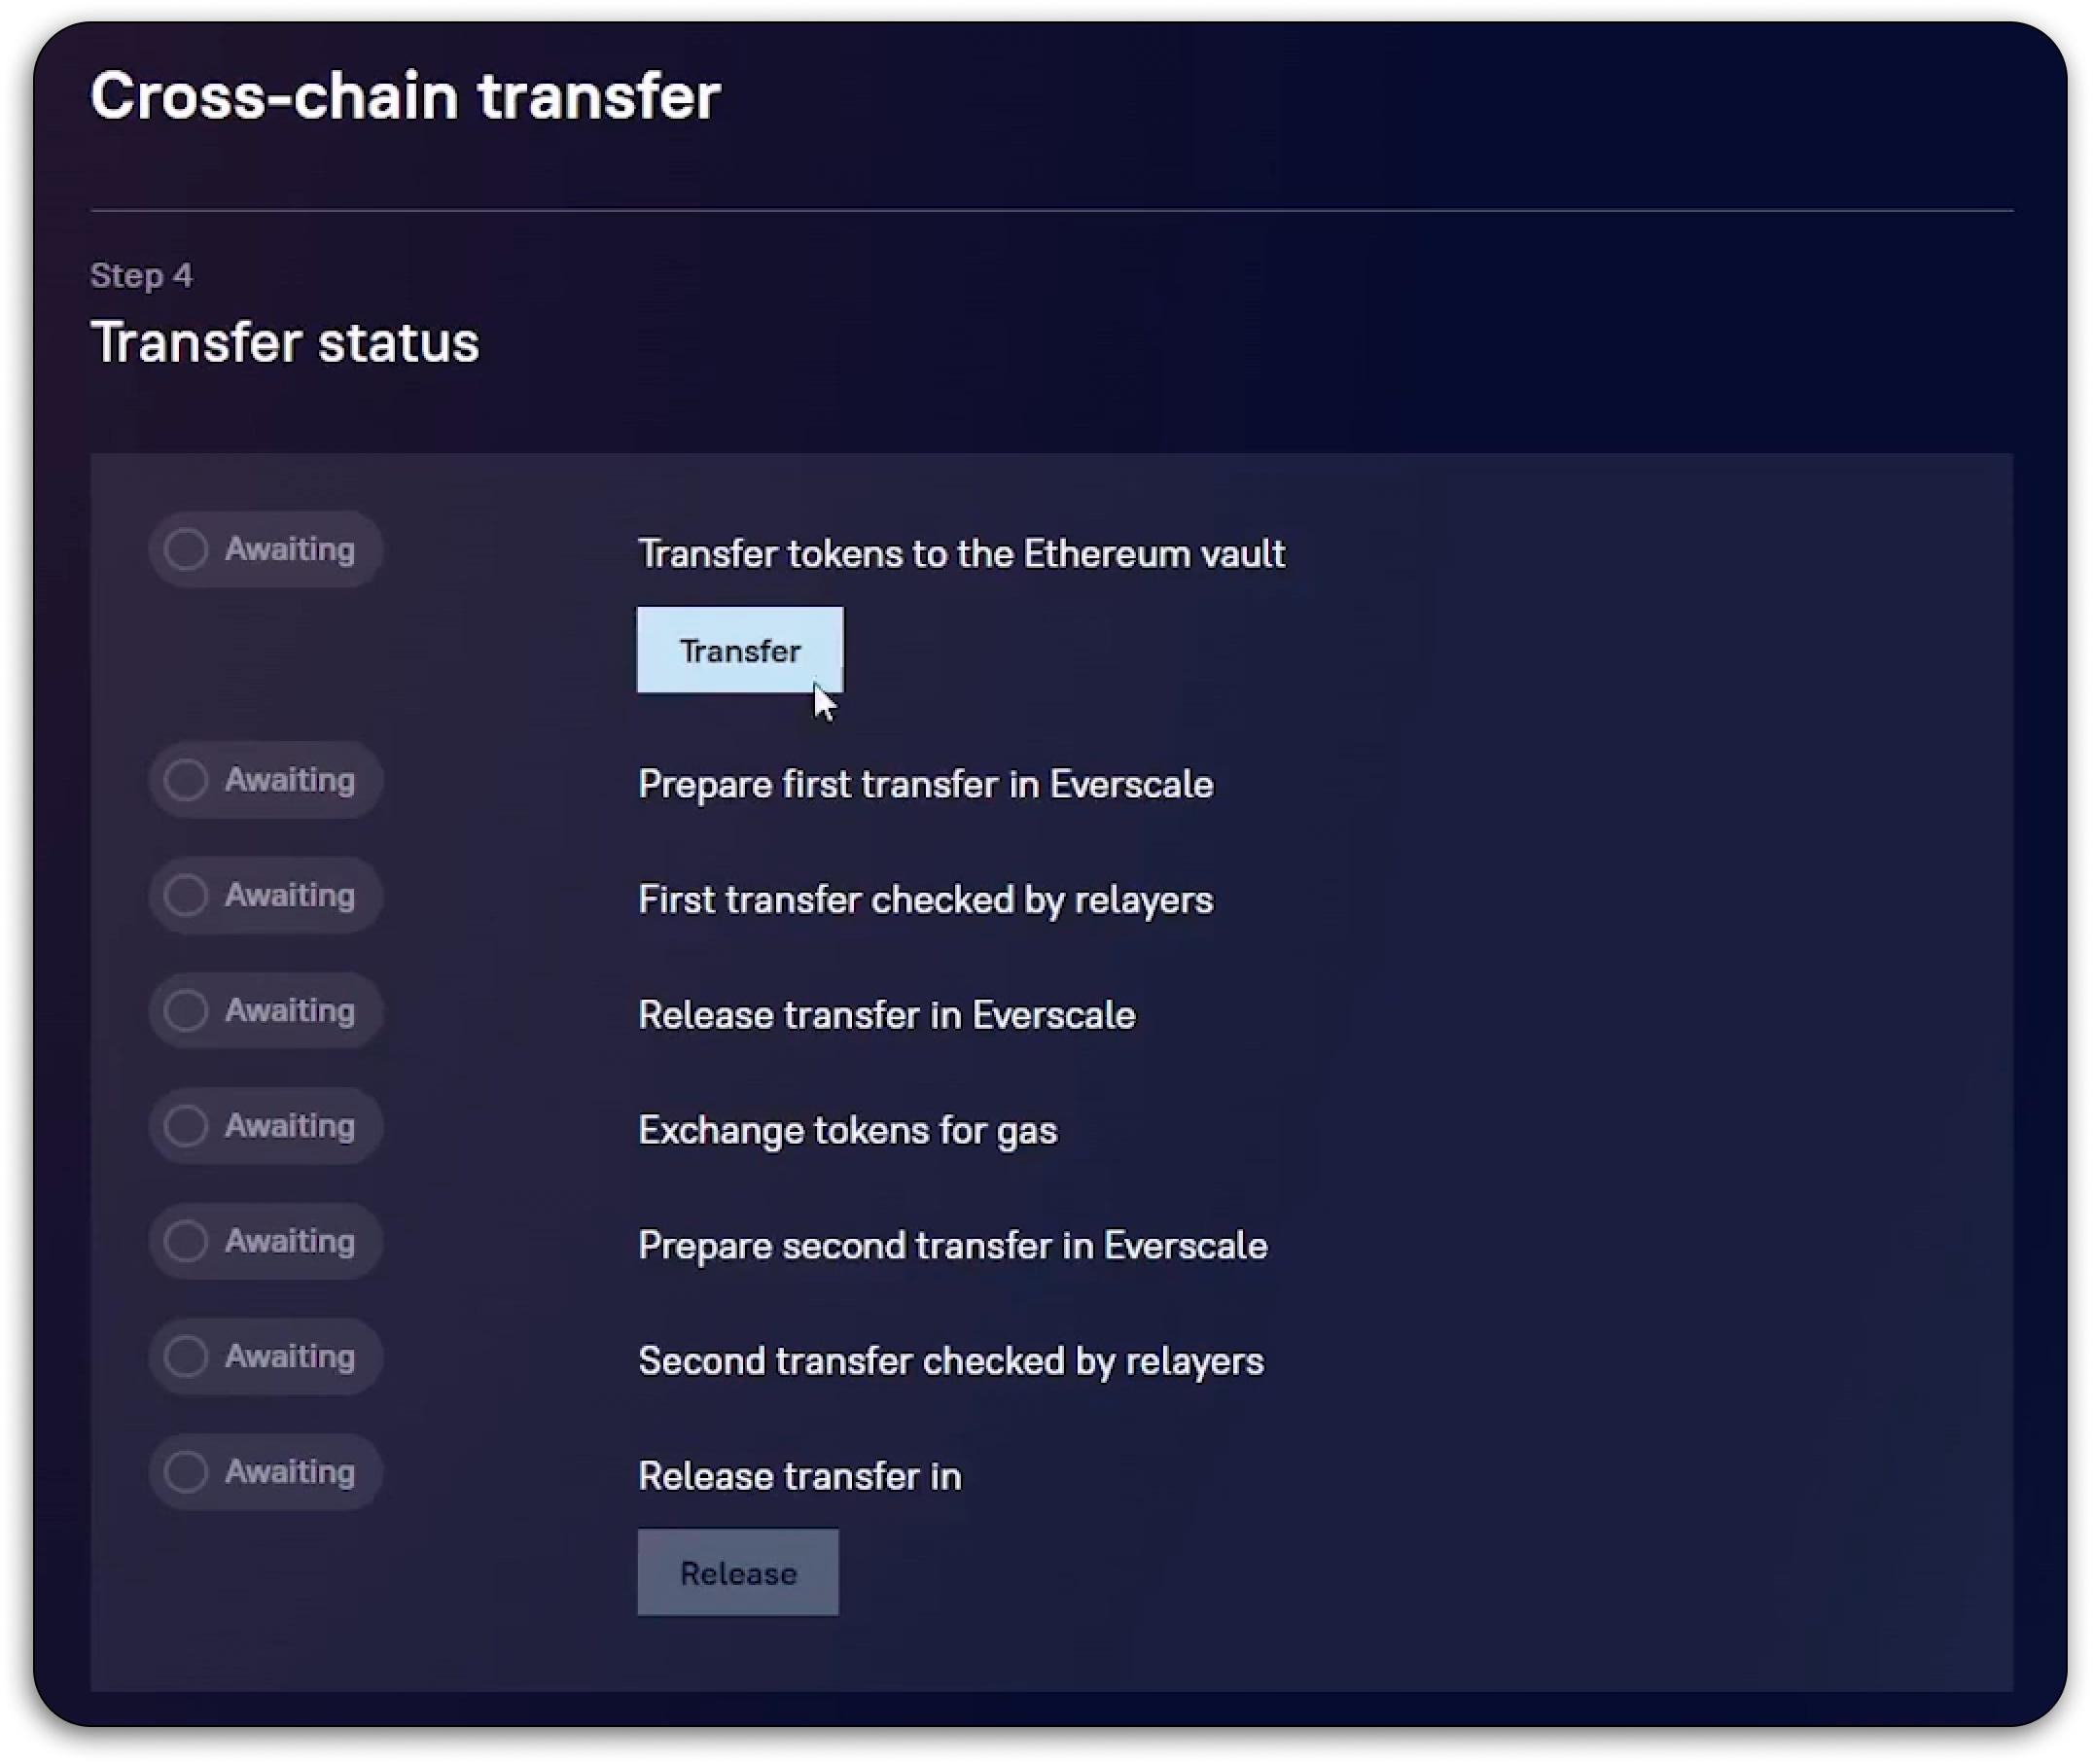 Cross-chain transfer
Step 4
Transfer status
Awaiting
Transfer tokens to the Ethereum vault
Transfer
Awaiting
Prepare first transfer in Everscale
Awaiting
First transfer checked by relayers
Awaiting
Release transfer in Everscale
Awaiting
Exchange tokens for gas
Awaiting
Prepare second transfer in Everscale
Awaiting
Second transfer checked by relayers
Awaiting
Release transfer in
Release